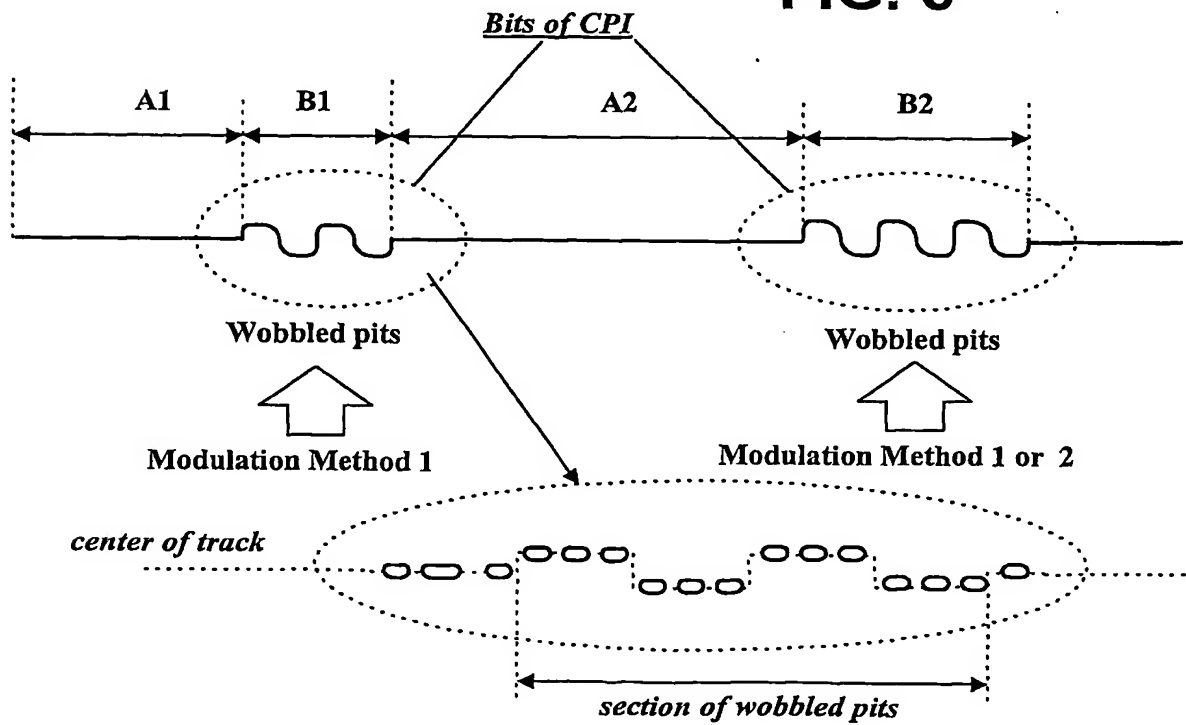 Bits of CPI
A1
B1
A2
B2
Wobbled pits
Wobbled pits
Modulation Method 1
Modulation Method 1 or 2
center of track
section of wobbled pits